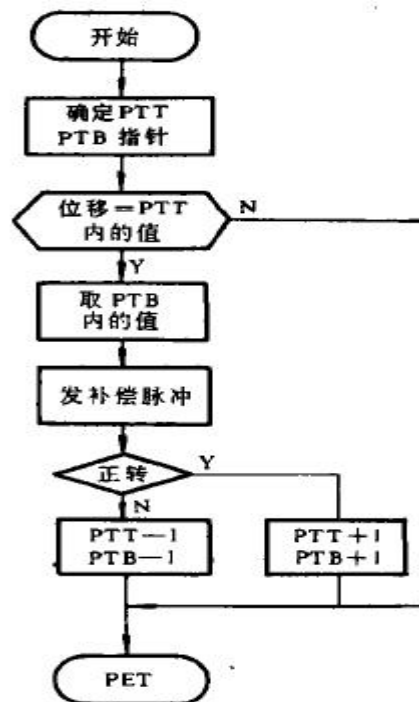 开始
确定PTT
PTB 指针
位移=PTT
内的值
N
Y
取 PTB
内的值
发补偿脉冲
正转
Y
N
PTT—1
PTB—1
PTT+1
PTB+1
PET